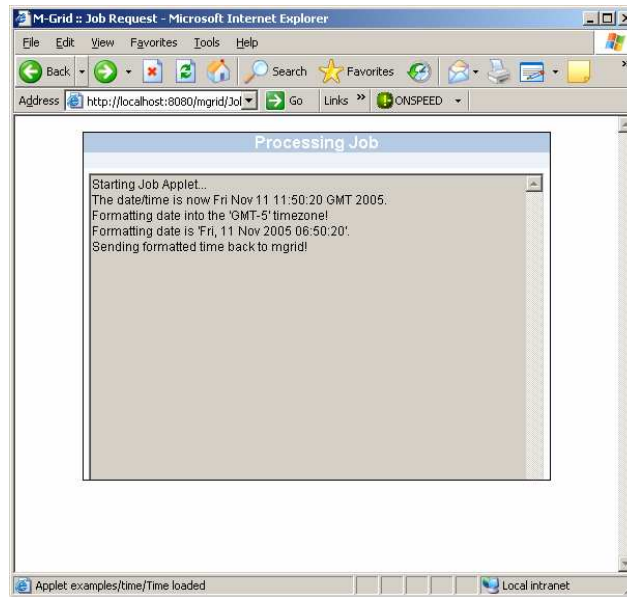 M-Grid :: Job Request - Microsoft Internet Explorer
File Edit View Favorites Tools Help
Back Search Favorites
Address http://localhost:8080/mgrid/Jol Go Links » ONSPEED
Processing Job
Starting Job Applet...
The date/time is now Fri Nov 11 11:50:20 GMT 2005.
Formatting date into the 'GMT-5' timezone!
Formatting date is 'Fri, 11 Nov 2005 06:50:20'.
Sending formatted time back to mgrid!
Applet examples/time/Time loaded Local intranet